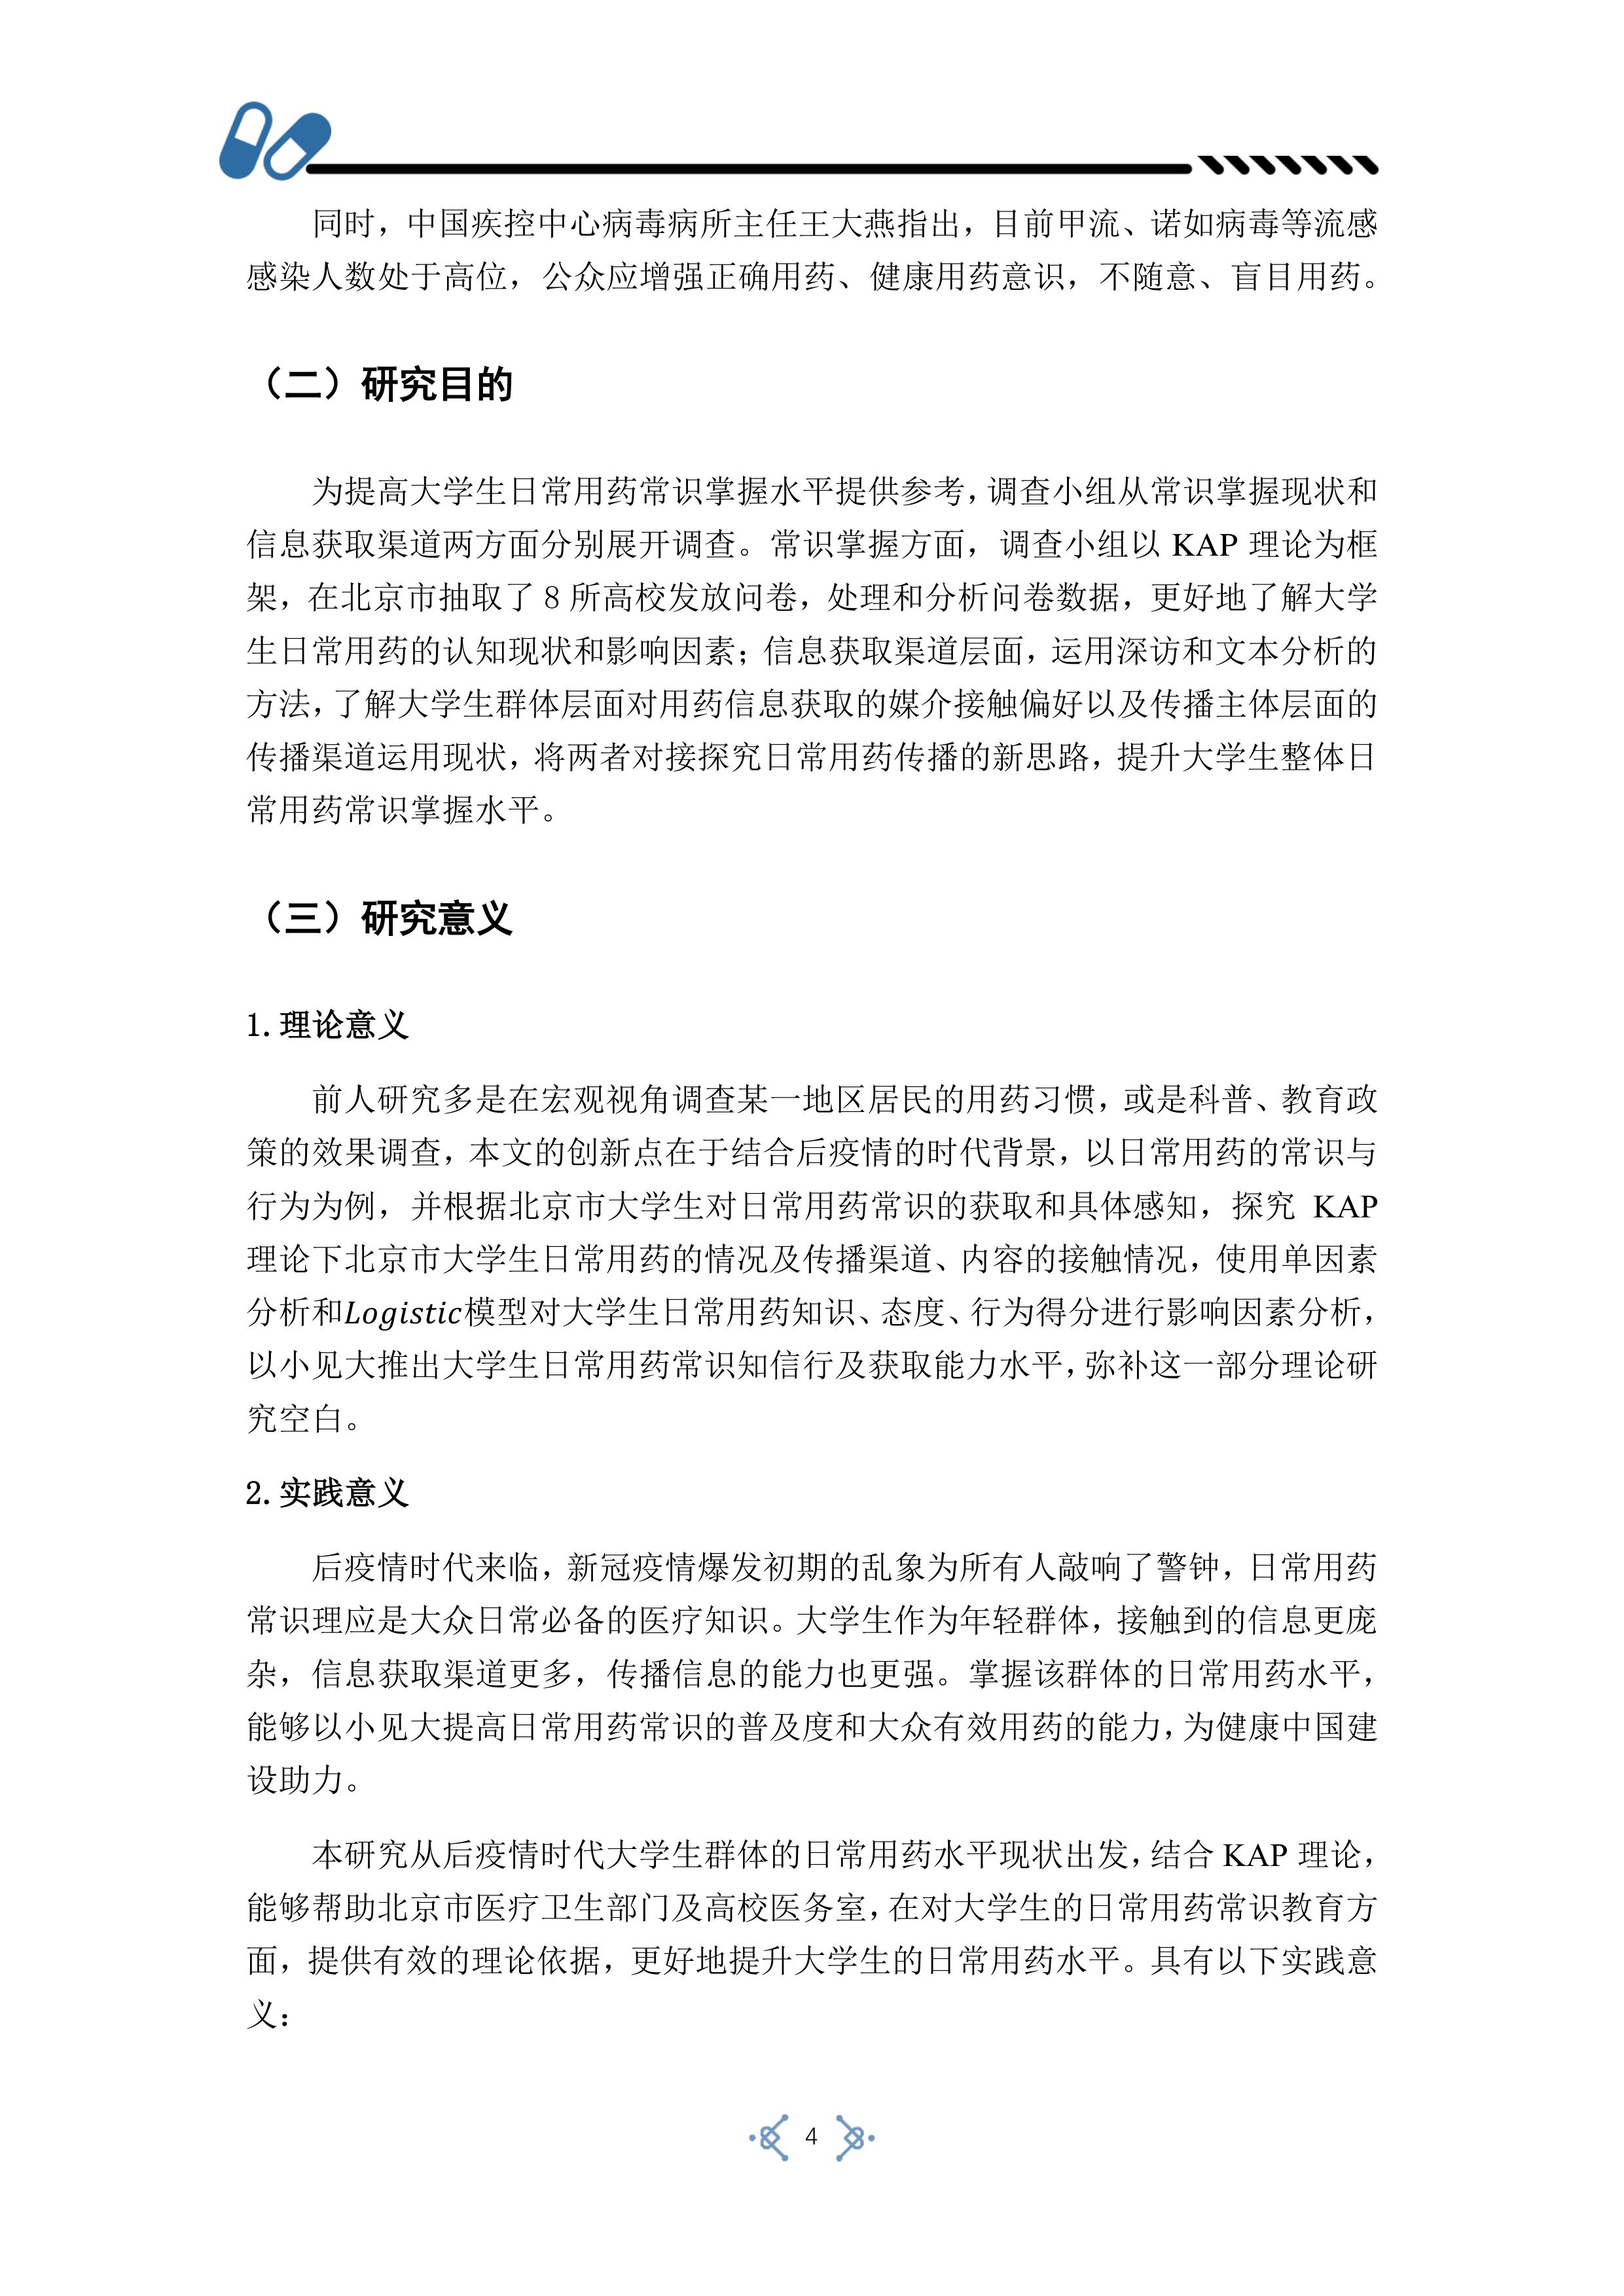 同时，中国疾控中心病毒病所主任王大燕指出，目前甲流、诺如病毒等流感
感染人数处于高位，公众应增强正确用药、健康用药意识，不随意、盲目用药。
（二）研究目的
为提高大学生日常用药常识掌握水平提供参考，调查小组从常识掌握现状和
信息获取渠道两方面分别展开调查。常识掌握方面，调查小组以 KAP 理论为框
架，在北京市抽取了 8 所高校发放问卷，处理和分析问卷数据，更好地了解大学
生日常用药的认知现状和影响因素；信息获取渠道层面，运用深访和文本分析的
方法，了解大学生群体层面对用药信息获取的媒介接触偏好以及传播主体层面的
传播渠道运用现状，将两者对接探究日常用药传播的新思路，提升大学生整体日
常用药常识掌握水平。
（三）研究意义
1.理论意义
前人研究多是在宏观视角调查某一地区居民的用药习惯，或是科普、教育政
策的效果调查，本文的创新点在于结合后疫情的时代背景，以日常用药的常识与
行为为例，并根据北京市大学生对日常用药常识的获取和具体感知，探究 KAP
理论下北京市大学生日常用药的情况及传播渠道、内容的接触情况，使用单因素
分析和Logistic模型对大学生日常用药知识、态度、行为得分进行影响因素分析，
以小见大推出大学生日常用药常识知信行及获取能力水平，弥补这一部分理论研
究空白。
2.实践意义
后疫情时代来临，新冠疫情爆发初期的乱象为所有人敲响了警钟，日常用药
常识理应是大众日常必备的医疗知识。大学生作为年轻群体，接触到的信息更庞
杂，信息获取渠道更多，传播信息的能力也更强。掌握该群体的日常用药水平，
能够以小见大提高日常用药常识的普及度和大众有效用药的能力，为健康中国建
设助力。
本研究从后疫情时代大学生群体的日常用药水平现状出发，结合 KAP 理论，
能够帮助北京市医疗卫生部门及高校医务室，在对大学生的日常用药常识教育方
面，提供有效的理论依据，更好地提升大学生的日常用药水平。具有以下实践意
义：
4